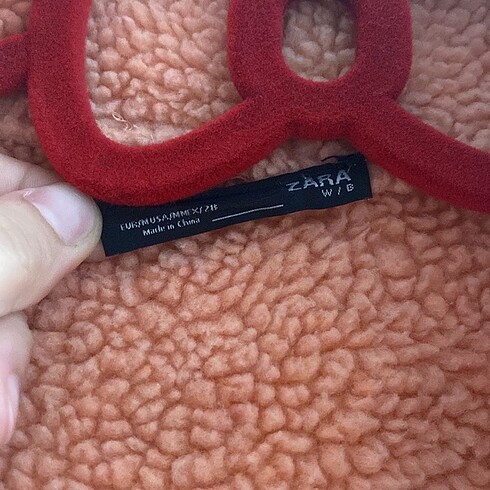 ZARA
W / B
EUR/M USA/M MEX/ 28
Made in China